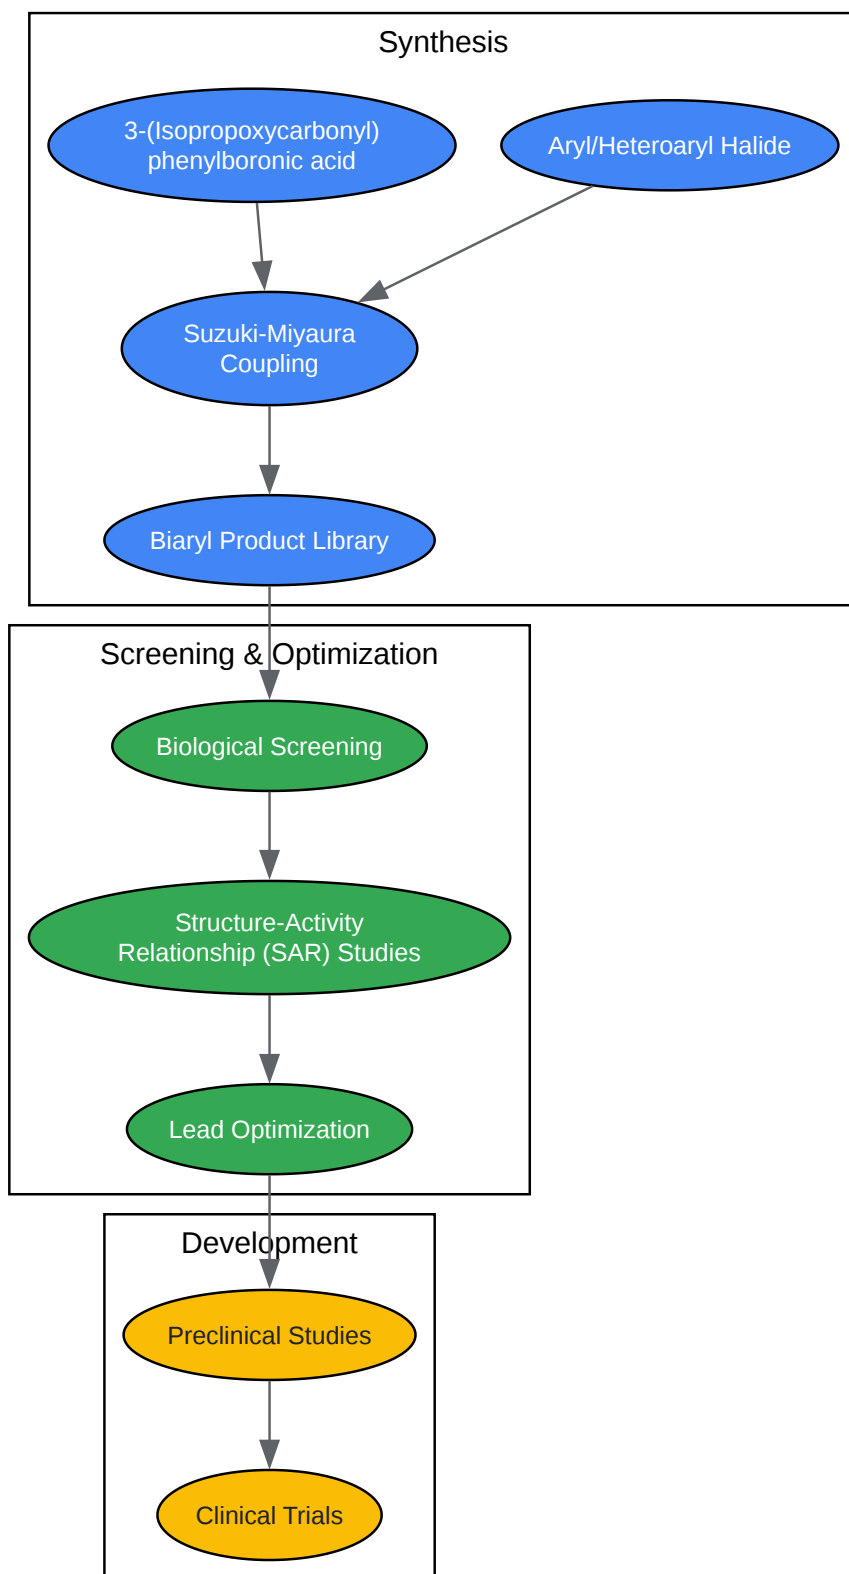 Synthesis
3-(Isopropoxycarbonyl)
phenylboronic acid
Aryl/Heteroaryl Halide
Suzuki-Miyaura
Coupling
Biaryl Product Library
Screening & Optimization
Biological Screening
Structure-Activity
Relationship (SAR) Studies
Lead Optimization
Development
Preclinical Studies
Clinical Trials